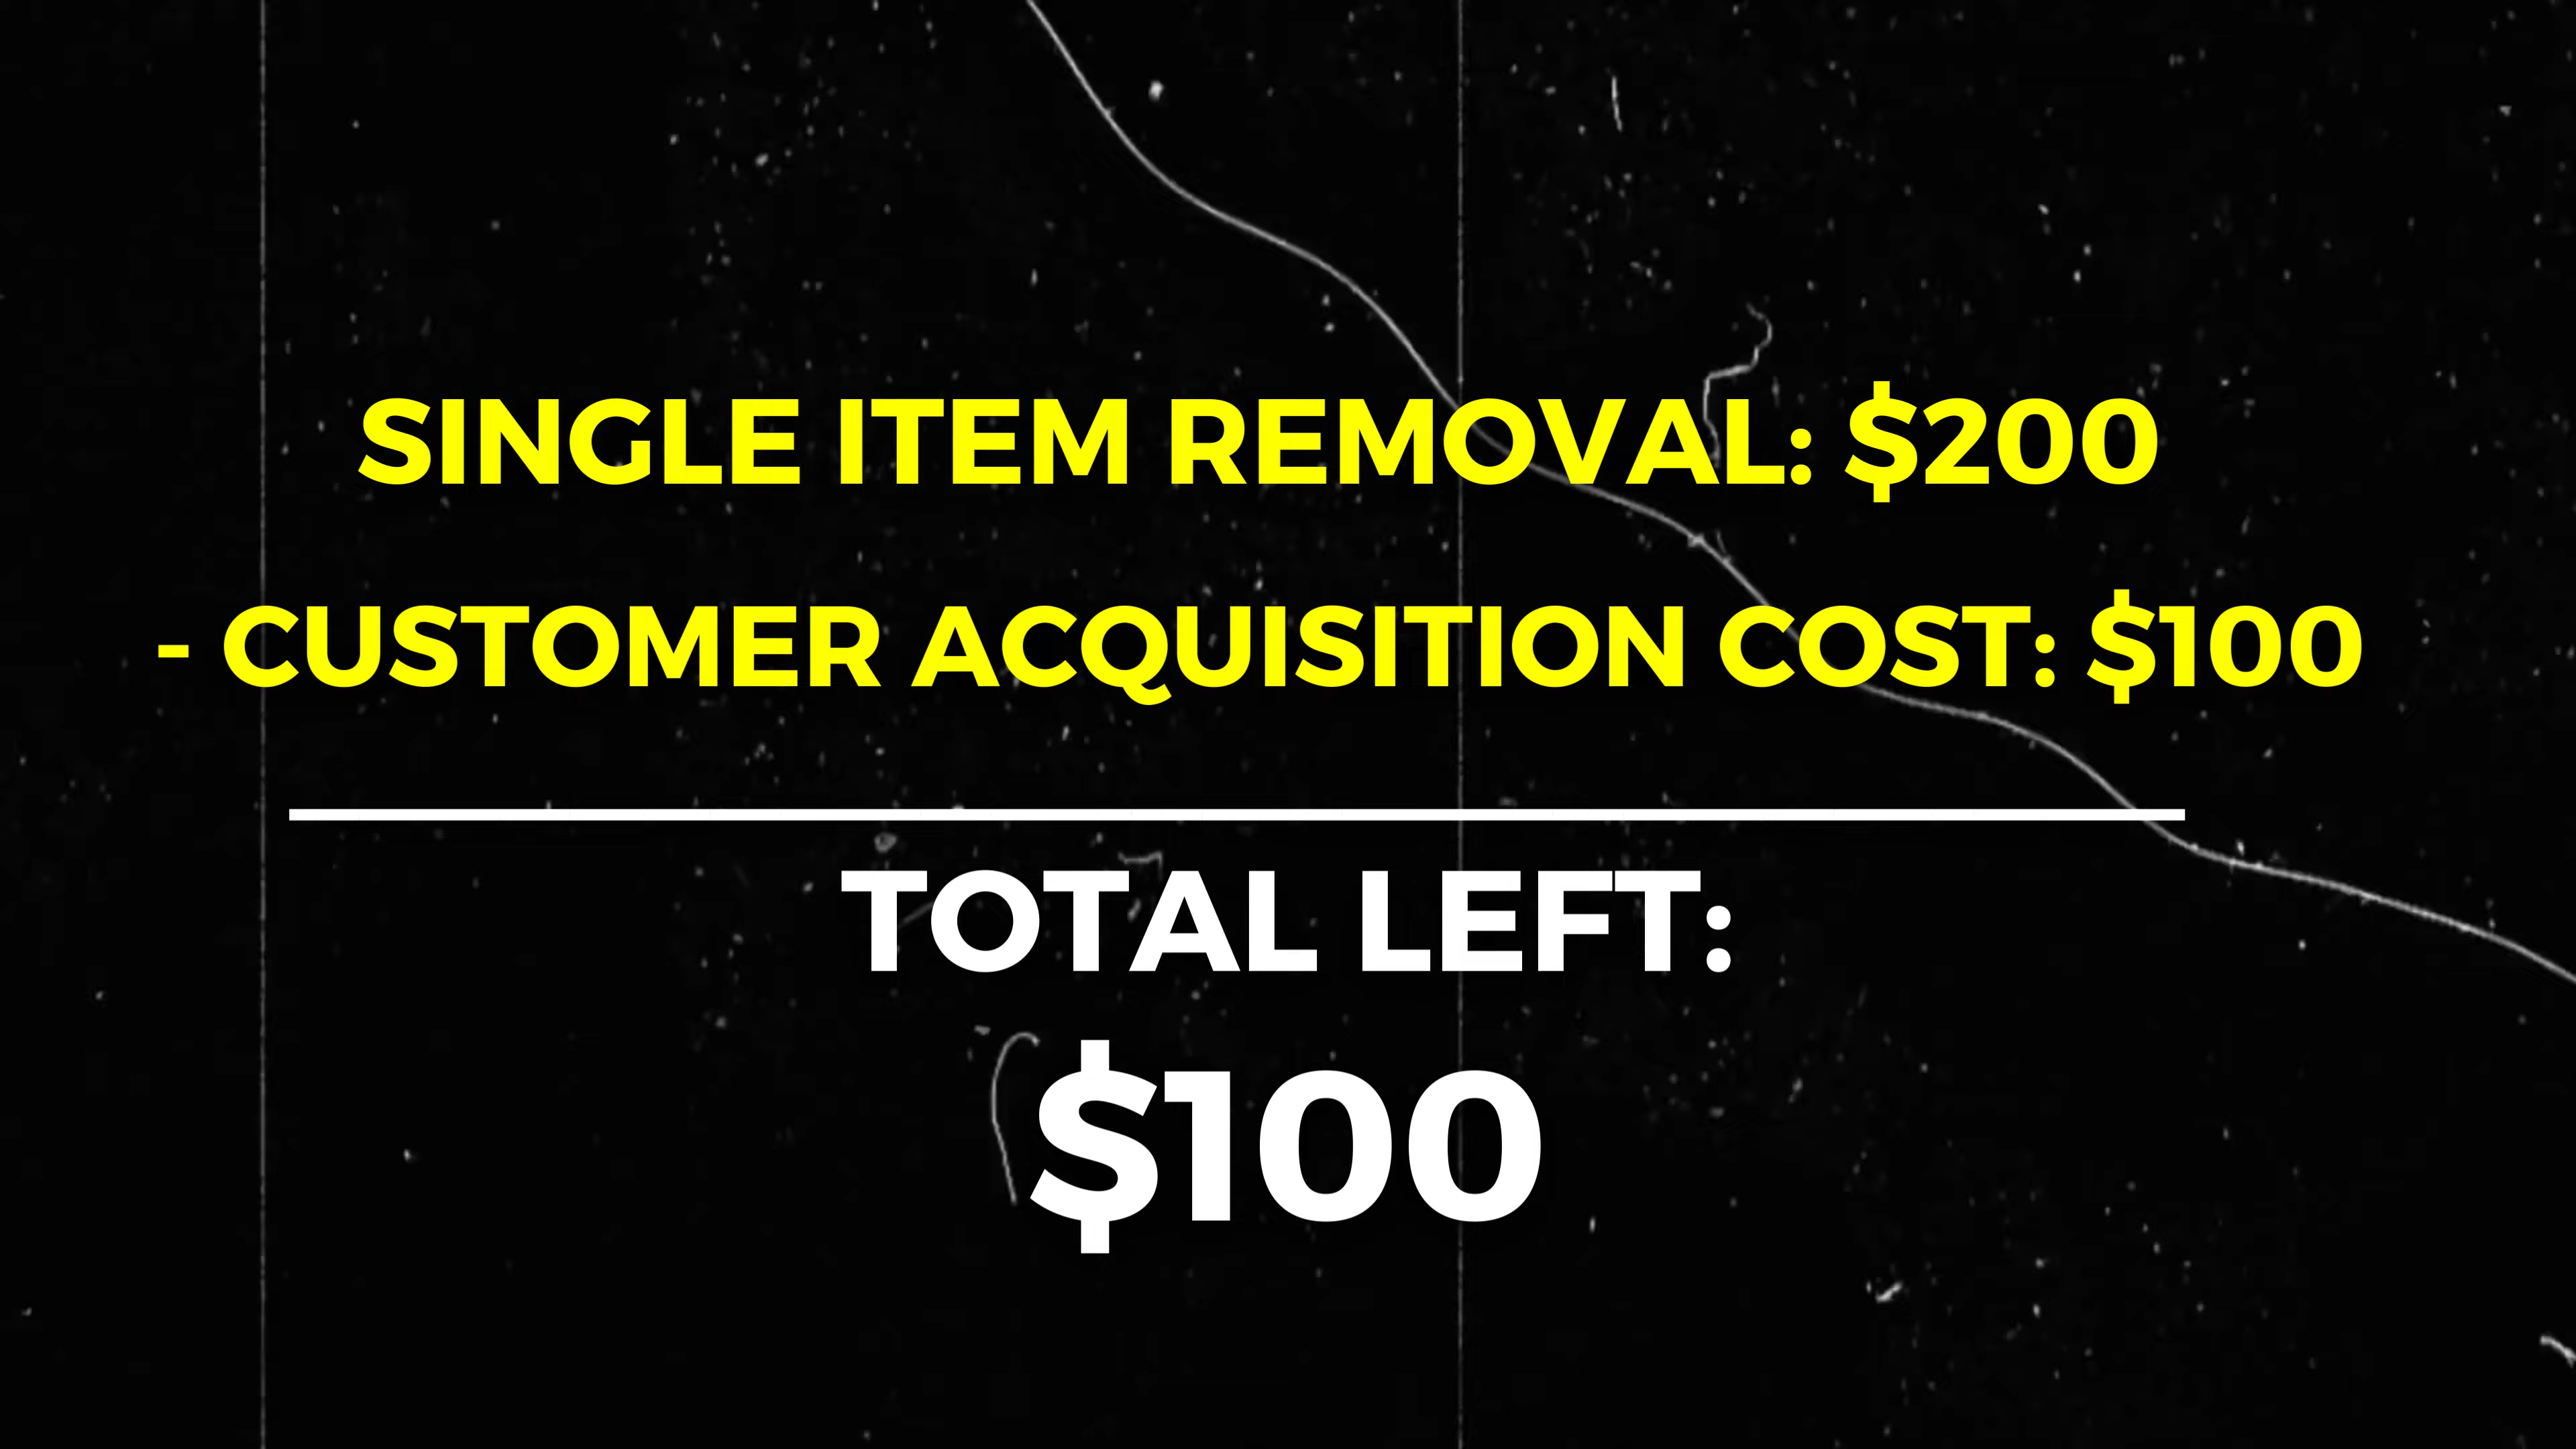 SINGLE ITEM REMOVAL: $200
- CUSTOMER ACQUISITION COST: $100
TOTAL LEFT:
$100